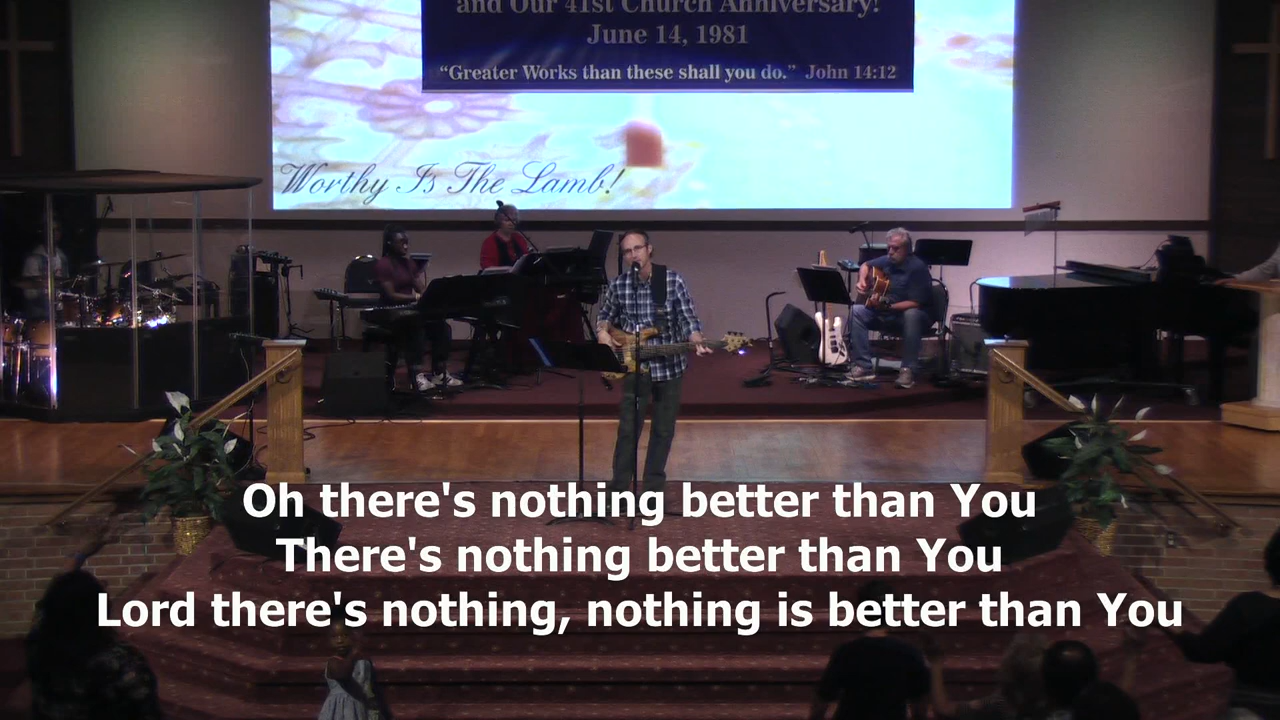 and Our 41st Church Anniversary!
June 14, 1981
“Greater Works than these shall you do.” John 14:12
Worthy Is The Lamb!
Oh there's nothing better than You
There's nothing better than You
Lord there's nothing, nothing is better than You